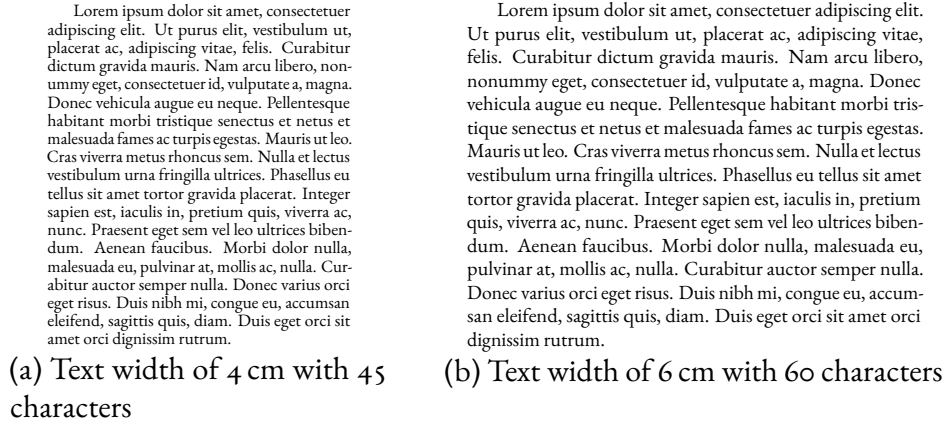 Lorem ipsum dolor sit amet, consectetuer
adipiscing elit. Ut purus elit, vestibulum ut,
placerat ac, adipiscing vitae, felis. Curabitur
dictum gravida mauris. Nam arcu libero, non-
ummy eget, consectetuer id, vulputate a, magna.
Donec vehicula augue eu neque. Pellentesque
habitant morbi tristique senectus et netus et
malesuada fames ac turpis egestas. Mauris ut leo.
Cras viverra metus rhoncus sem. Nulla et lectus
vestibulum urna fringilla ultrices. Phasellus eu
tellus sit amet tortor gravida placerat. Integer
sapien est, iaculis in, pretium quis, viverra ac,
nunc. Praesent eget sem vel leo ultrices biben-
dum. Aenean faucibus. Morbi dolor nulla,
malesuada eu, pulvinar at, mollis ac, nulla. Cur-
abitur auctor semper nulla. Donec varius orci
eget risus. Duis nibh mi, congue eu, accumsan
eleifend, sagittis quis, diam. Duis eget orci sit
amet orci dignissim rutrum.
(a) Text width of 4 cm with 45
characters
Lorem ipsum dolor sit amet, consectetuer adipiscing elit.
Ut purus elit, vestibulum ut, placerat ac, adipiscing vitae,
felis. Curabitur dictum gravida mauris. Nam arcu libero,
nonummy eget, consectetuer id, vulputate a, magna. Donec
vehicula augue eu neque. Pellentesque habitant morbi tris-
tique senectus et netus et malesuada fames ac turpis egestas.
Mauris ut leo. Cras viverra metus rhoncus sem. Nulla et lectus
vestibulum urna fringilla ultrices. Phasellus eu tellus sit amet
tortor gravida placerat. Integer sapien est, iaculis in, pretium
quis, viverra ac, nunc. Praesent eget sem vel leo ultrices biben-
dum. Aenean faucibus. Morbi dolor nulla, malesuada eu,
pulvinar at, mollis ac, nulla. Curabitur auctor semper nulla.
Donec varius orci eget risus. Duis nibh mi, congue eu, accum-
san eleifend, sagittis quis, diam. Duis eget orci sit amet orci
dignissim rutrum.
(b) Text width of 6 cm with 60 characters